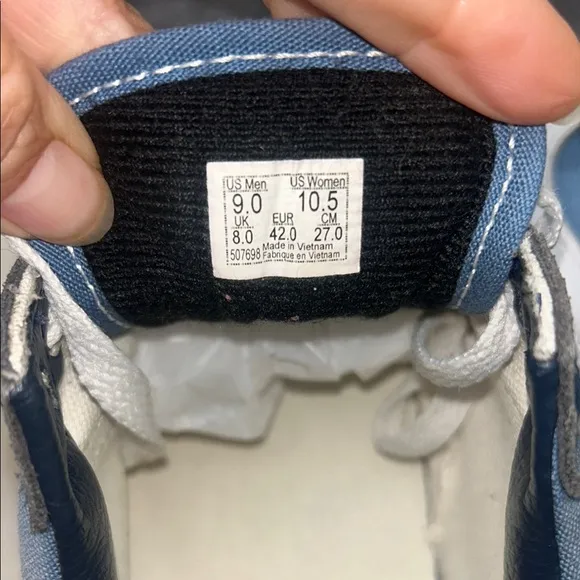 US Men US Women
9.0 10.5
UK EUR CM
8.0 42.0 27.0
Made in Vietnam
507698 Fabrique en Vietnam